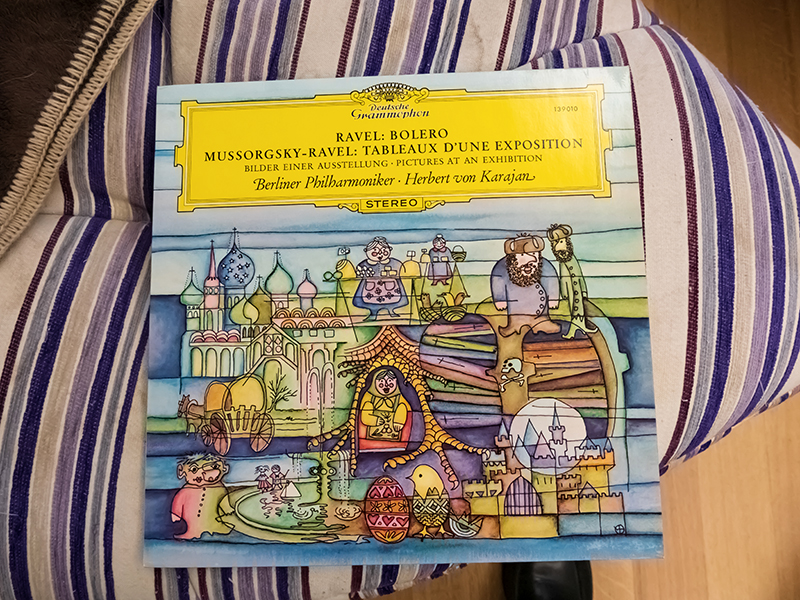 Deutsche
Grammophon
139010
RAVEL: BOLERO
MUSSORGSKY-RAVEL: TABLEAUX D'UNE EXPOSITION
BILDER EINER AUSSTELLUNG · PICTURES AT AN EXHIBITION
Berliner Philharmoniker · Herbert von Karajan
STEREO